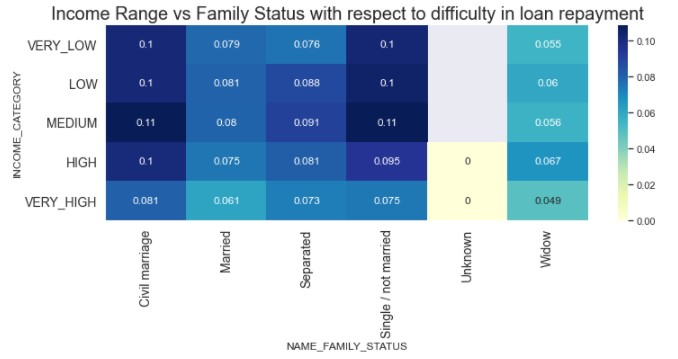 Income Range vs Family Status with respect to difficulty in loan repayment
INCOME_CATEGORY
VERY_LOW 0.1 0.079 0.076 0.1 0.055
LOW 0.1 0.081 0.088 0.1 0.06
MEDIUM 0.11 0.08 0.091 0.11 0.056
HIGH 0.1 0.075 0.081 0.095 0 0.067
VERY_HIGH 0.081 0.061 0.073 0.075 0 0.049
Civil marriage
Married
Separated
Single / not married
Unknown
Widow
NAME_FAMILY_STATUS
0.10
0.08
0.06
0.04
0.02
0.00